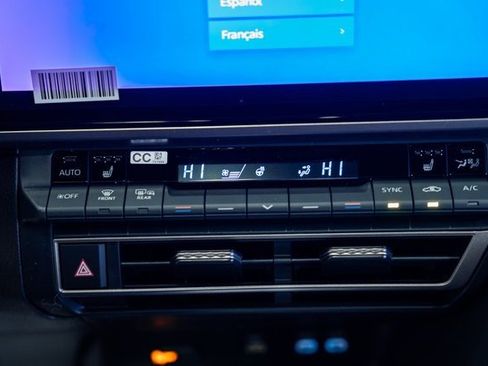 Español
Français
AUTO
CC
HI
HI
OFF
FRONT
REAR
SYNC
A/C